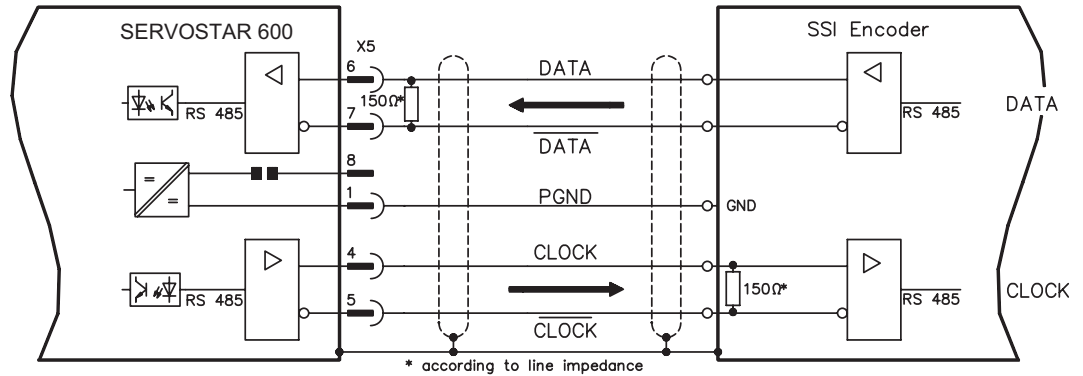 SERVOSTAR 600
X5
SSI Encoder
6
DATA
150Ω*
RS 485
7
DATA
RS 485
DATA
8
=
=
1
PGND
GND
4
CLOCK
150Ω*
RS 485
5
CLOCK
RS 485
CLOCK
* according to line impedance